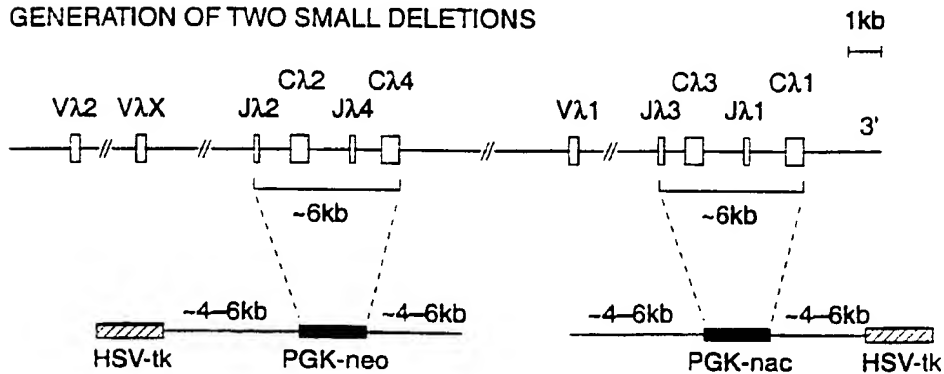 GENERATION OF TWO SMALL DELETIONS
1kb
Vλ2 VλX Jλ2 Cλ2 Jλ4 Cλ4 Vλ1 Jλ3 Cλ3 Jλ1 Cλ1 3'
~6kb ~6kb
~4–6kb ~4–6kb ~4–6kb ~4–6kb
HSV-tk PGK-neo PGK-nac HSV-tk